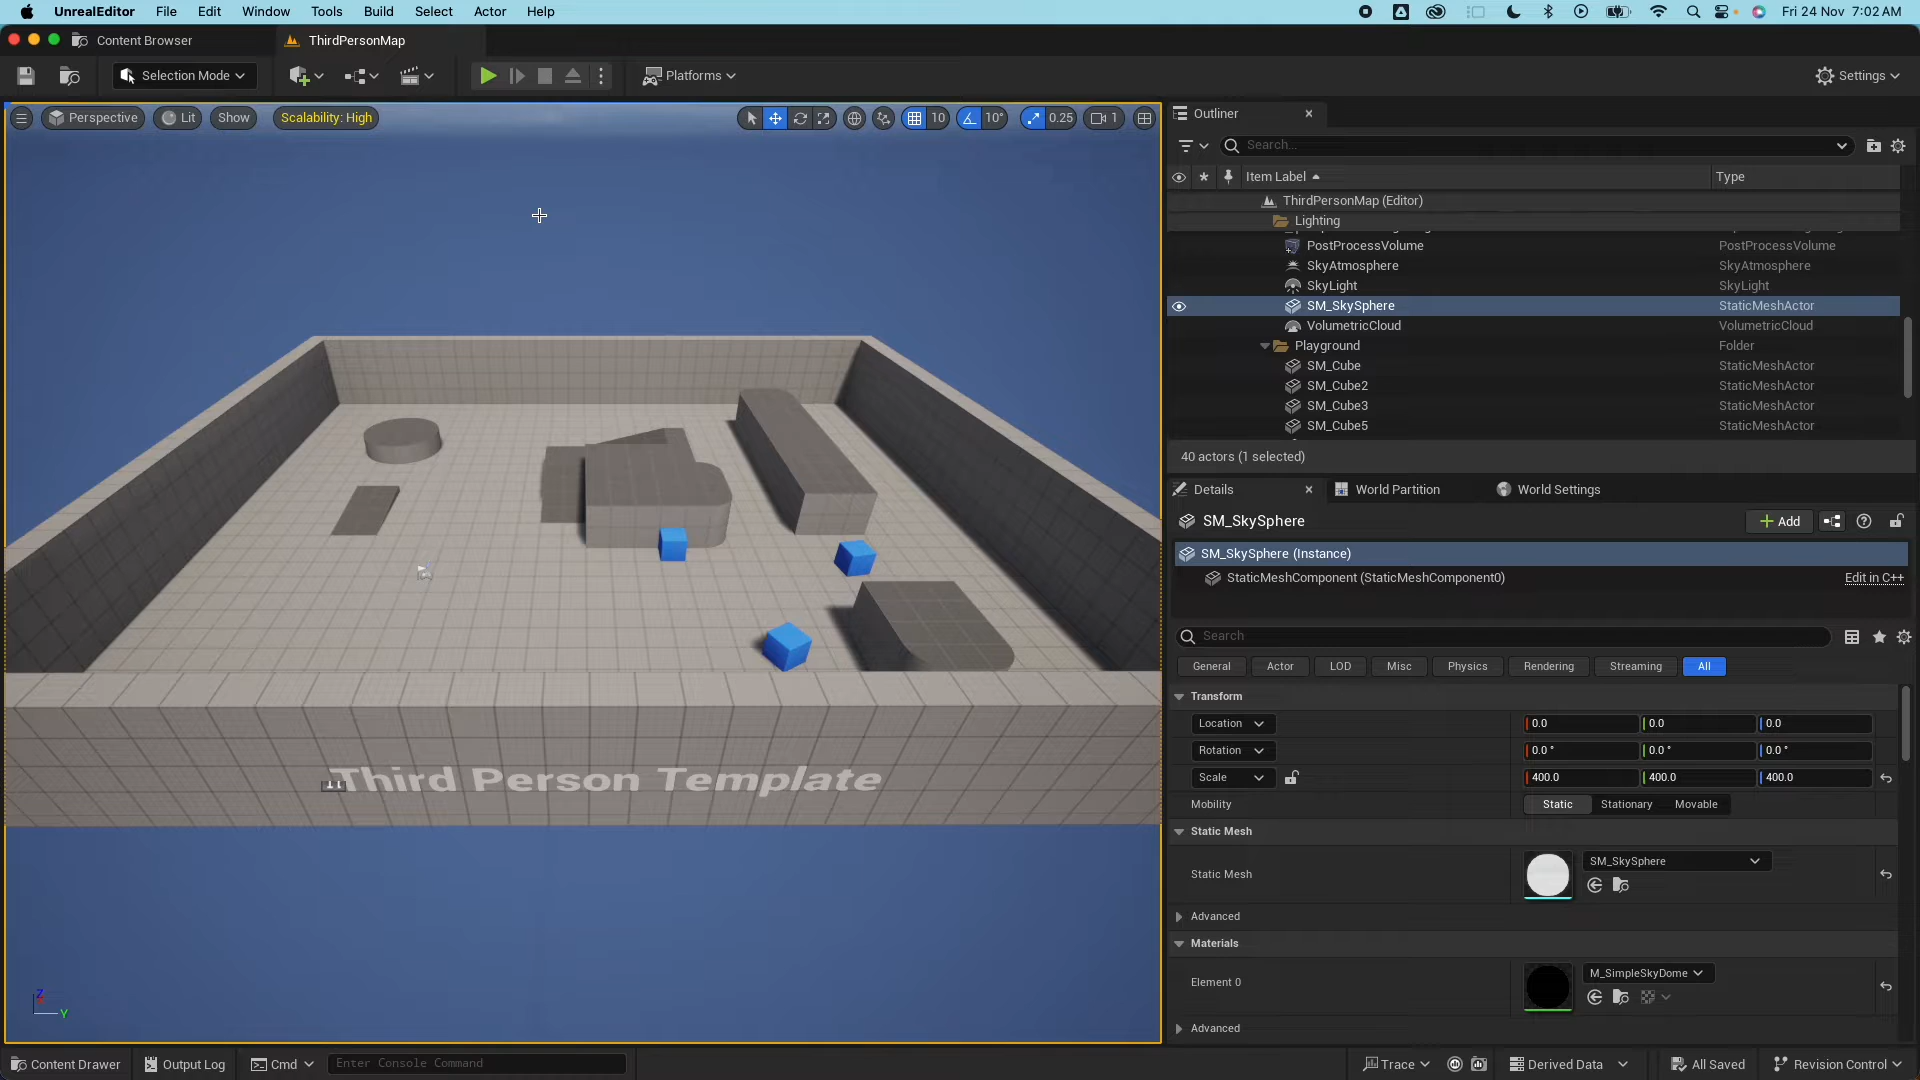 UnrealEditor File Edit Window Tools Build Select Actor Help Fri 24 Nov 7:02 AM
Content Browser ThirdPersonMap
Selection Mode Platforms Settings
Perspective Lit Show Scalability: High 10 10° 0.25 1
Outliner
Search...
Item Label Type
ThirdPersonMap (Editor)
Lighting
PostProcessVolume PostProcessVolume
SkyAtmosphere SkyAtmosphere
SkyLight SkyLight
SM_SkySphere StaticMeshActor
VolumetricCloud VolumetricCloud
Playground Folder
SM_Cube StaticMeshActor
SM_Cube2 StaticMeshActor
SM_Cube3 StaticMeshActor
SM_Cube5 StaticMeshActor
40 actors (1 selected)
Details World Partition World Settings
SM_SkySphere Add
SM_SkySphere (Instance)
StaticMeshComponent (StaticMeshComponent0) Edit in C++
Search
General Actor LOD Misc Physics Rendering Streaming All
Transform
Location 0.0 0.0 0.0
Rotation 0.0 ° 0.0 ° 0.0 °
Scale 400.0 400.0 400.0
Mobility Static Stationary Movable
Static Mesh
Static Mesh SM_SkySphere
Advanced
Materials
Element 0 M_SimpleSkyDome
Advanced
Third Person Template
Z
Y
Content Drawer Output Log Cmd Enter Console Command Trace Derived Data All Saved Revision Control